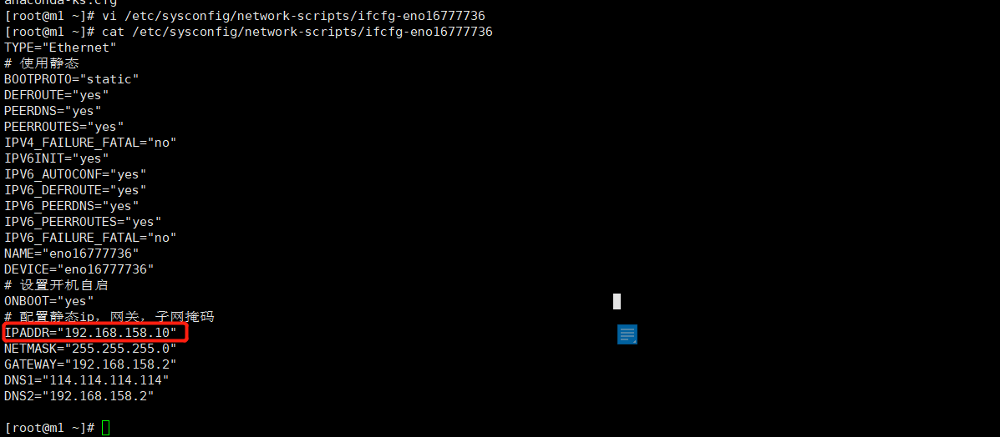 anaconda-ks.cfg
[root@m1 ~]# vi /etc/sysconfig/network-scripts/ifcfg-eno16777736
[root@m1 ~]# cat /etc/sysconfig/network-scripts/ifcfg-eno16777736
TYPE="Ethernet"
# 使用静态
BOOTPROTO="static"
DEFROUTE="yes"
PEERDNS="yes"
PEERROUTES="yes"
IPV4_FAILURE_FATAL="no"
IPV6INIT="yes"
IPV6_AUTOCONF="yes"
IPV6_DEFROUTE="yes"
IPV6_PEERDNS="yes"
IPV6_PEERROUTES="yes"
IPV6_FAILURE_FATAL="no"
NAME="eno16777736"
DEVICE="eno16777736"
# 设置开机自启
ONBOOT="yes"
# 配置静态ip，网关，子网掩码
IPADDR="192.168.158.10"
NETMASK="255.255.255.0"
GATEWAY="192.168.158.2"
DNS1="114.114.114.114"
DNS2="192.168.158.2"
[root@m1 ~]#